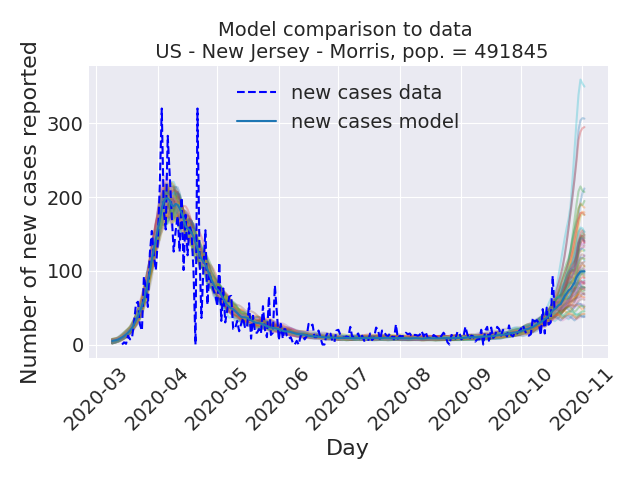 Model comparison to data
US - New Jersey - Morris, pop. = 491845
Number of new cases reported
300
200
100
0
new cases data
new cases model
2020-03
2020-04
2020-05
2020-06
2020-07
2020-08
2020-09
2020-10
2020-11
Day